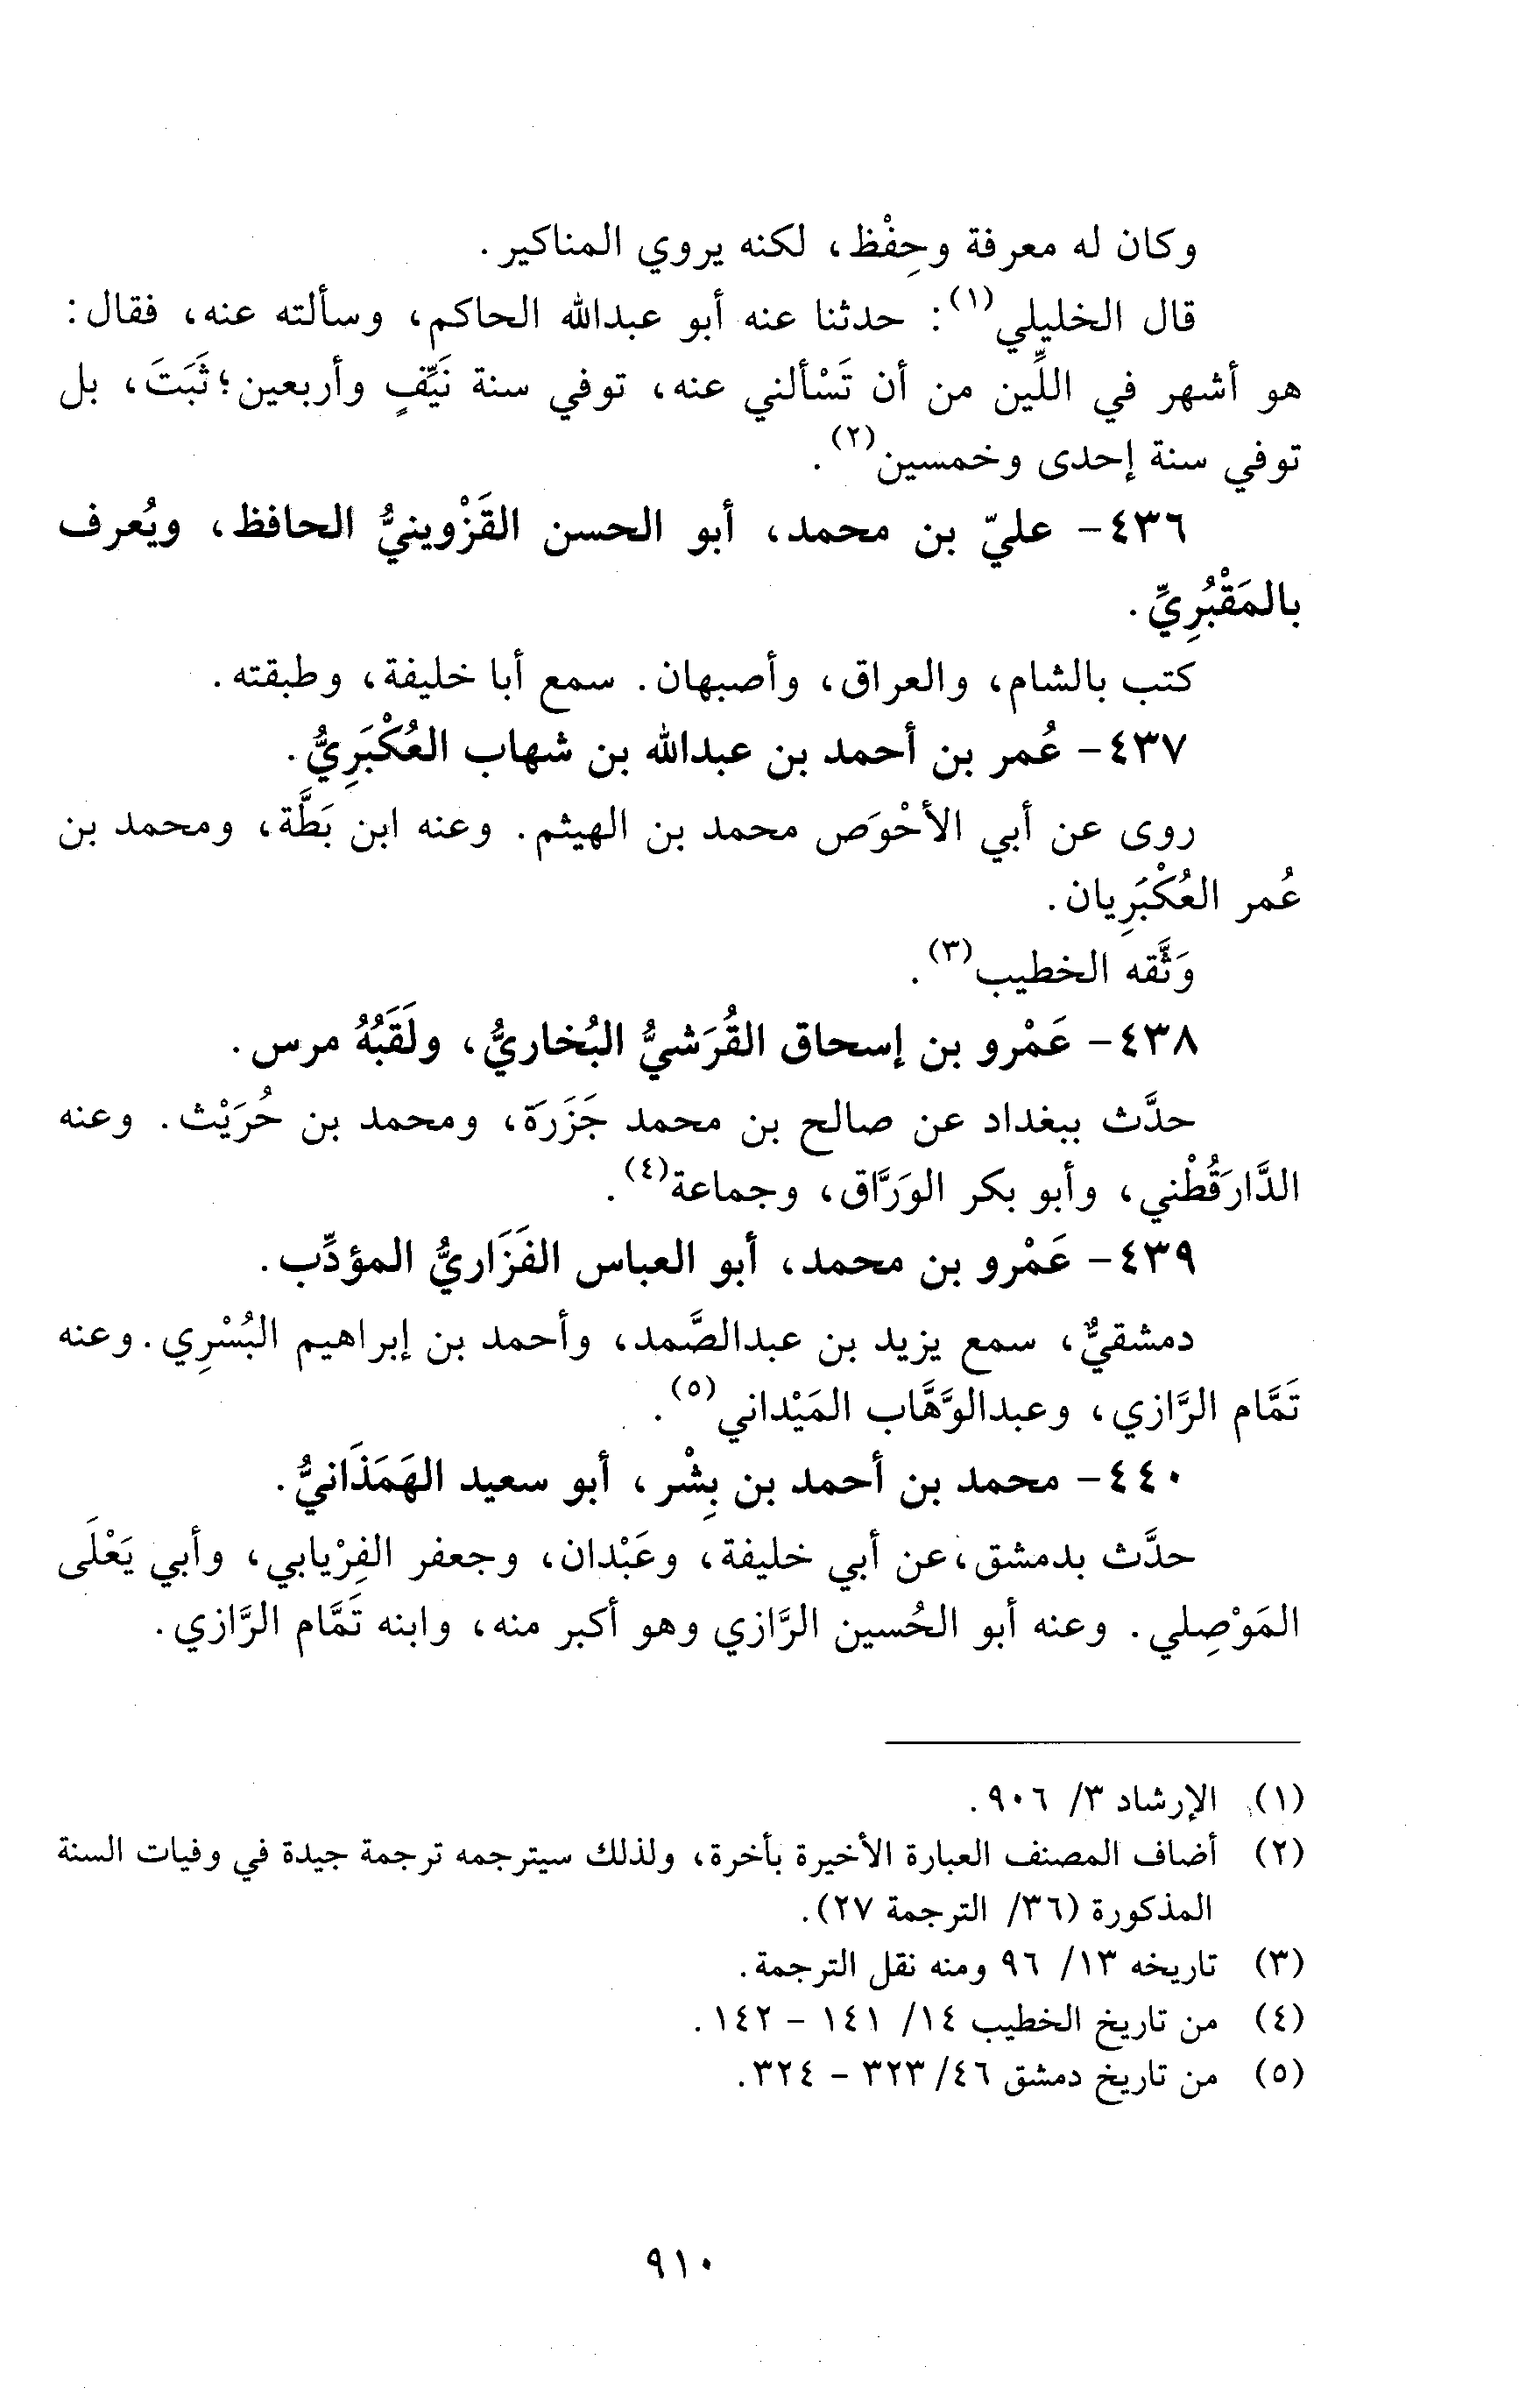 وكان له معرفة وحِفْظ، لكنه يروي المناكير.
قال الخليلي(١): حدثنا عنه أبو عبدالله الحاكم، وسألته عنه، فقال:
هو أشهر في اللِّين من أن تَسْألني عنه، توفي سنة نَيِّفٍ وأربعين؛ ثَبَتَ، بل
توفي سنة إحدى وخمسين(٢).
٤٣٦- عليّ بن محمد، أبو الحسن القَزْوينيُّ الحافظ، ويُعرف
بالمَقْبُرِيِّ.
كتب بالشام، والعراق، وأصبهان. سمع أبا خليفة، وطبقته.
٤٣٧- عُمر بن أحمد بن عبدالله بن شهاب العُكْبَرِيُّ.
روى عن أبي الأحْوَص محمد بن الهيثم. وعنه ابن بَطَّة، ومحمد بن
عُمر العُكْبَرِيان.
وَثَّقه الخطيب(٣).
٤٣٨- عَمْرو بن إسحاق القُرَشيُّ البُخاريُّ، ولَقَبُهُ مرس.
حدَّث ببغداد عن صالح بن محمد جَزَرَة، ومحمد بن حُرَيْث. وعنه
الدَّارَقُطْني، وأبو بكر الوَرَّاق، وجماعة(٤).
٤٣٩- عَمْرو بن محمد، أبو العباس الفَزَاريُّ المؤدِّب.
دمشقيٌّ، سمع يزيد بن عبدالصَّمد، وأحمد بن إبراهيم البُسْرِي. وعنه
تَمَّام الرَّازي، وعبدالوَهَّاب المَيْداني(٥).
٤٤٠- محمد بن أحمد بن بِشْر، أبو سعيد الهَمَذَانيُّ.
حدَّث بدمشق، عن أبي خليفة، وعَبْدان، وجعفر الفِرْيابي، وأبي يَعْلَى
المَوْصِلي. وعنه أبو الحُسين الرَّازي وهو أكبر منه، وابنه تَمَّام الرَّازي.
(١) الإرشاد ٣/ ٩٠٦.
(٢) أضاف المصنف العبارة الأخيرة بأخرة، ولذلك سيترجمه ترجمة جيدة في وفيات السنة
المذكورة (٣٦/ الترجمة ٢٧).
(٣) تاريخه ١٣/ ٩٦ ومنه نقل الترجمة.
(٤) من تاريخ الخطيب ١٤/ ١٤١ - ١٤٢.
(٥) من تاريخ دمشق ٤٦/ ٣٢٣ - ٣٢٤.
٩١٠